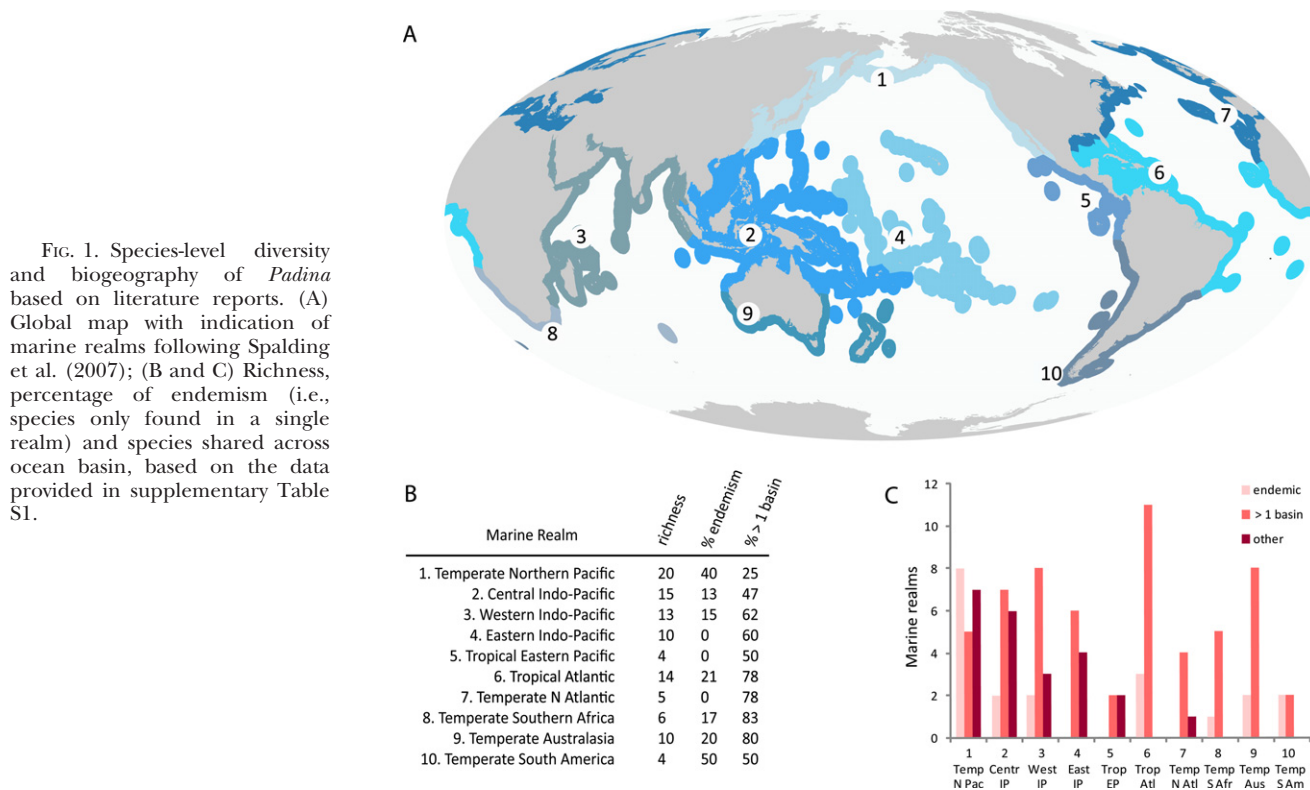 FIG. 1. Species-level diversity
and biogeography of Padina
based on literature reports. (A)
Global map with indication of
marine realms following Spalding
et al. (2007); (B and C) Richness,
percentage of endemism (i.e.,
species only found in a single
realm) and species shared across
ocean basin, based on the data
provided in supplementary Table
S1.
A
1
7
6
5
2
3
4
9
8
10
B
Marine Realm richness % endemism % > 1 basin
1. Temperate Northern Pacific 20 40 25
2. Central Indo-Pacific 15 13 47
3. Western Indo-Pacific 13 15 62
4. Eastern Indo-Pacific 10 0 60
5. Tropical Eastern Pacific 4 0 50
6. Tropical Atlantic 14 21 78
7. Temperate N Atlantic 5 0 78
8. Temperate Southern Africa 6 17 83
9. Temperate Australasia 10 20 80
10. Temperate South America 4 50 50
C
endemic
> 1 basin
other
Marine realms
12
10
8
6
4
2
0
1 2 3 4 5 6 7 8 9 10
Temp Centr West East Trop Trop Temp Temp Temp Temp
N Pac IP IP IP EP Atl N Atl S Afr Aus S Am